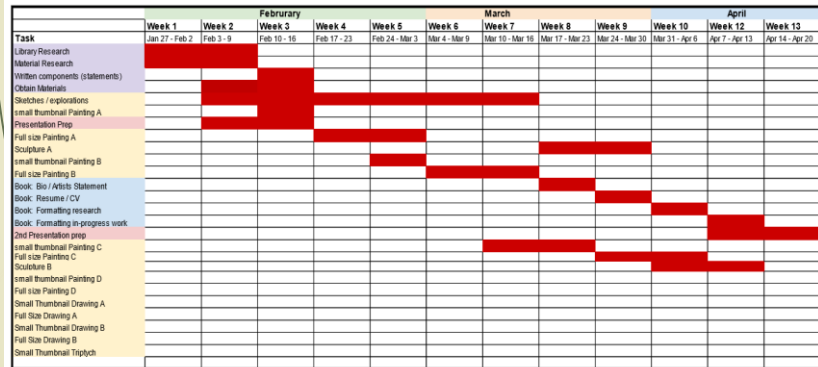 Februrary March April
Week 1 Week 2 Week 3 Week 4 Week 5 Week 6 Week 7 Week 8 Week 9 Week 10 Week 12 Week 13
Task Jan 27 - Feb 2 Feb 3 - 9 Feb 10 - 16 Feb 17 - 23 Feb 24 - Mar 3 Mar 4 - Mar 9 Mar 10 - Mar 16 Mar 17 - Mar 23 Mar 24 - Mar 30 Mar 31 - Apr 6 Apr 7 - Apr 13 Apr 14 - Apr 20
Library Research
Material Research
Written components (statements)
Obtain Materials
Sketches / explorations
small thumbnail Painting A
Presentation Prep
Full size Painting A
Sculpture A
small thumbnail Painting B
Full size Painting B
Book: Bio / Artists Statement
Book: Resume / CV
Book: Formatting research
Book: Formatting in-progress work
2nd Presentation prep
small thumbnail Painting C
Full size Painting C
Sculpture B
small thumbnail Painting D
Full size Painting D
Small Thumbnail Drawing A
Full Size Drawing A
Small Thumbnail Drawing B
Full Size Drawing B
Small Thumbnail Triptych